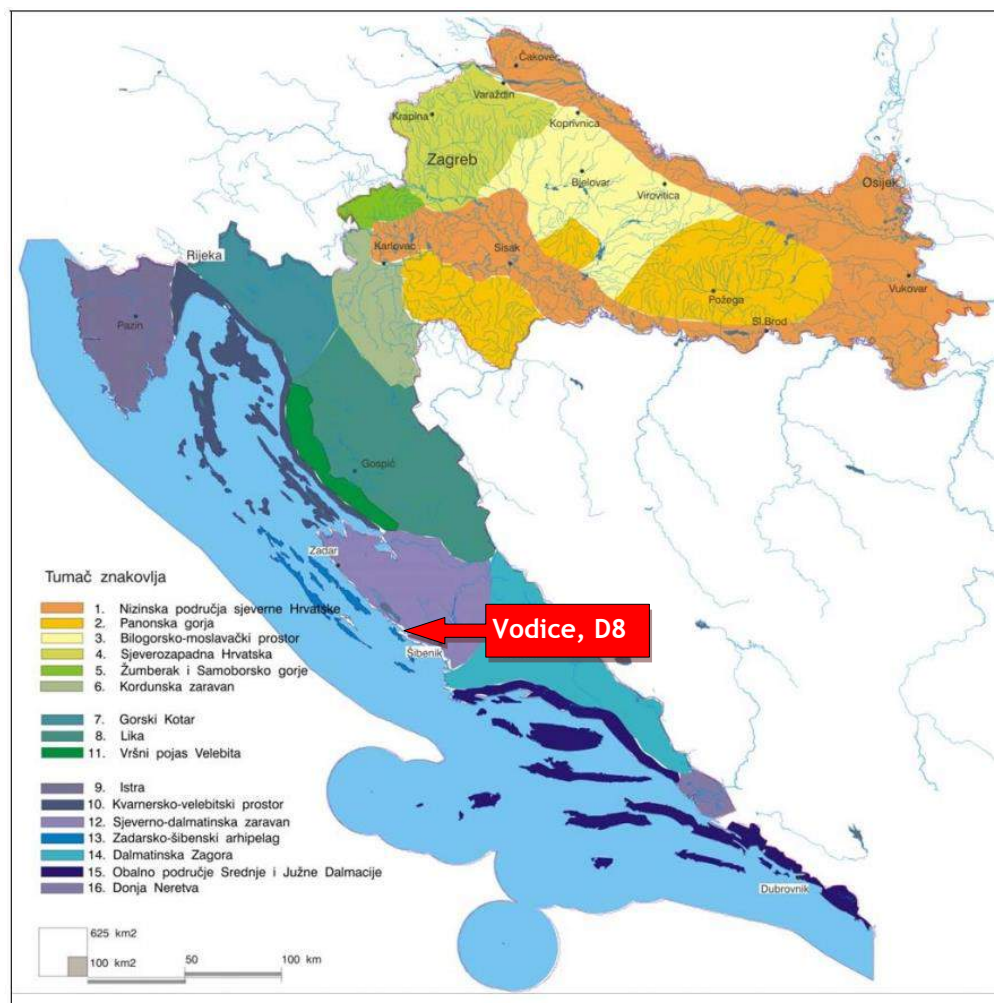 Čakovec
Varaždin
Krapina
Koprivnica
Zagreb
Bjelovar
Virovitica
Osijek
Rijeka
Karlovac
Sisak
Požega
Vukovar
Sl.Brod
Pazin
Gospić
Zadar
Vodice, D8
Šibenik
Dubrovnik
Tumač znakovlja
1. Nizinska područja sjeverne Hrvatske
2. Panonska gorja
3. Bilogorsko-moslavački prostor
4. Sjeverozapadna Hrvatska
5. Žumberak i Samoborsko gorje
6. Kordunska zaravan
7. Gorski Kotar
8. Lika
11. Vršni pojas Velebita
9. Istra
10. Kvarnersko-velebitski prostor
12. Sjeverno-dalmatinska zaravan
13. Zadarsko-šibenski arhipelag
14. Dalmatinska Zagora
15. Obalno područje Srednje i Južne Dalmacije
16. Donja Neretva
625 km2
100 km2
50
100 km